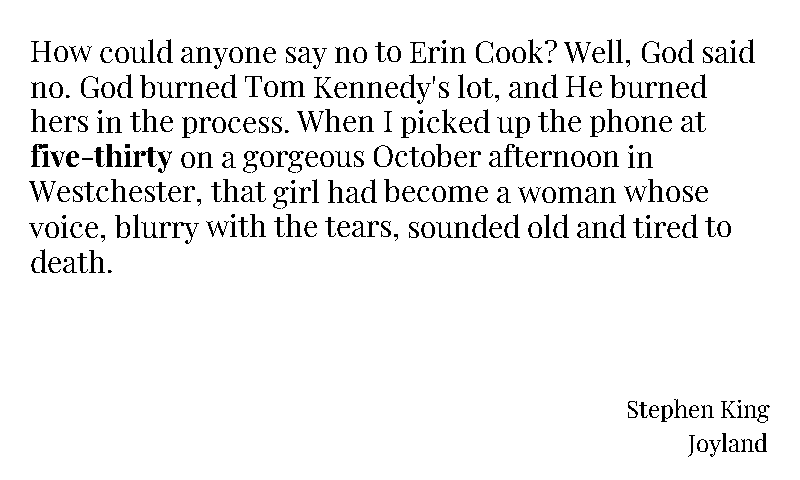 How could anyone say no to Erin Cook? Well, God said
no. God burned Tom Kennedy's lot, and He burned
hers in the process. When I picked up the phone at
five-thirty on a gorgeous October afternoon in
Westchester, that girl had become a woman whose
voice, blurry with the tears, sounded old and tired to
death.
Stephen King
Joyland